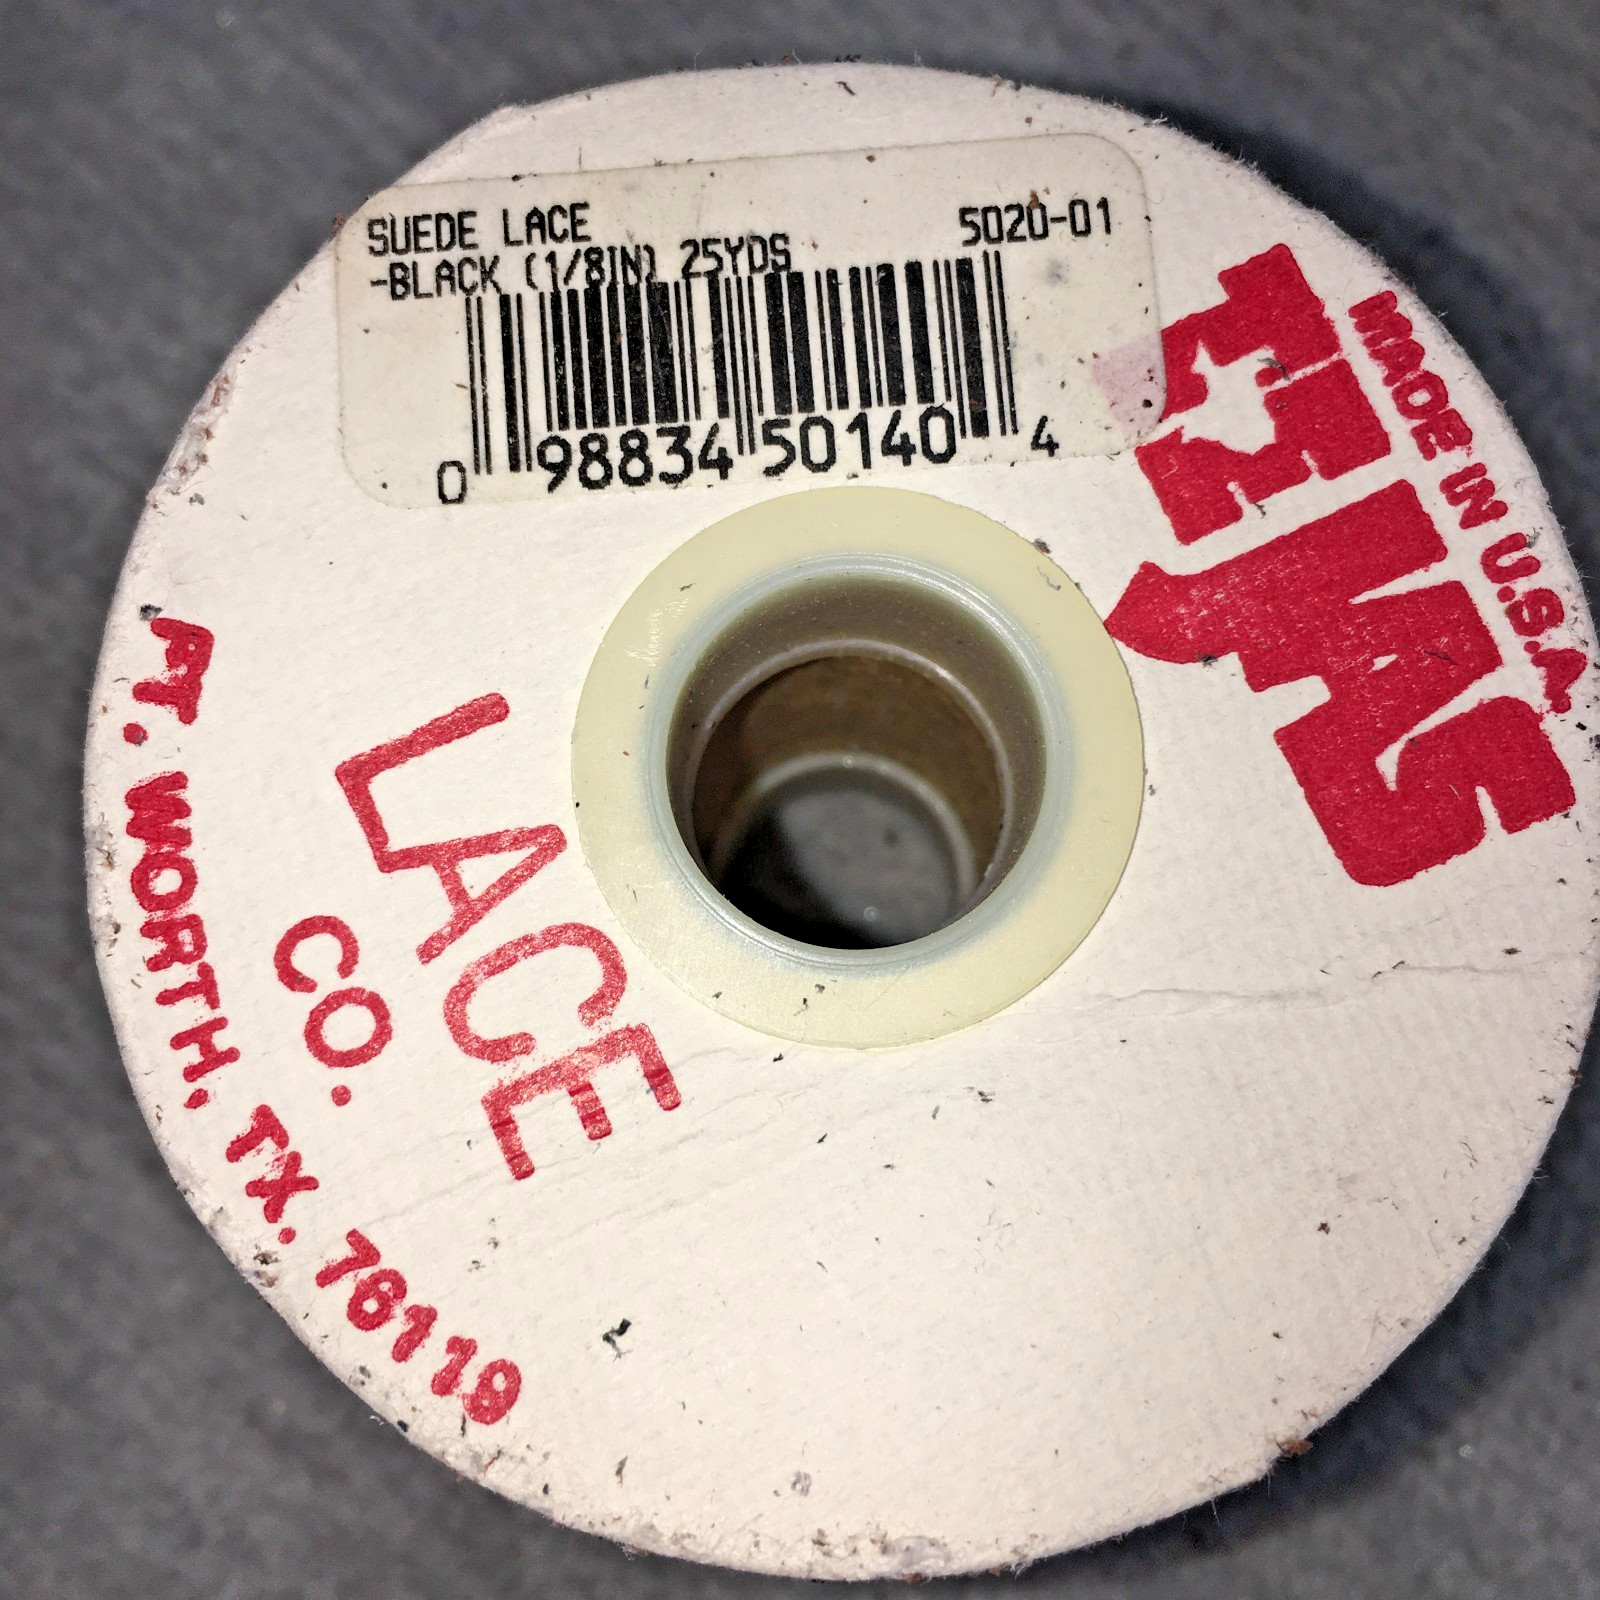 SUEDE LACE 5020-01
-BLACK (1/8IN) 25YDS
0 98834 50140 4
MADE IN U.S.A.
TEXAS
LACE
CO.
FT. WORTH, TX. 76119